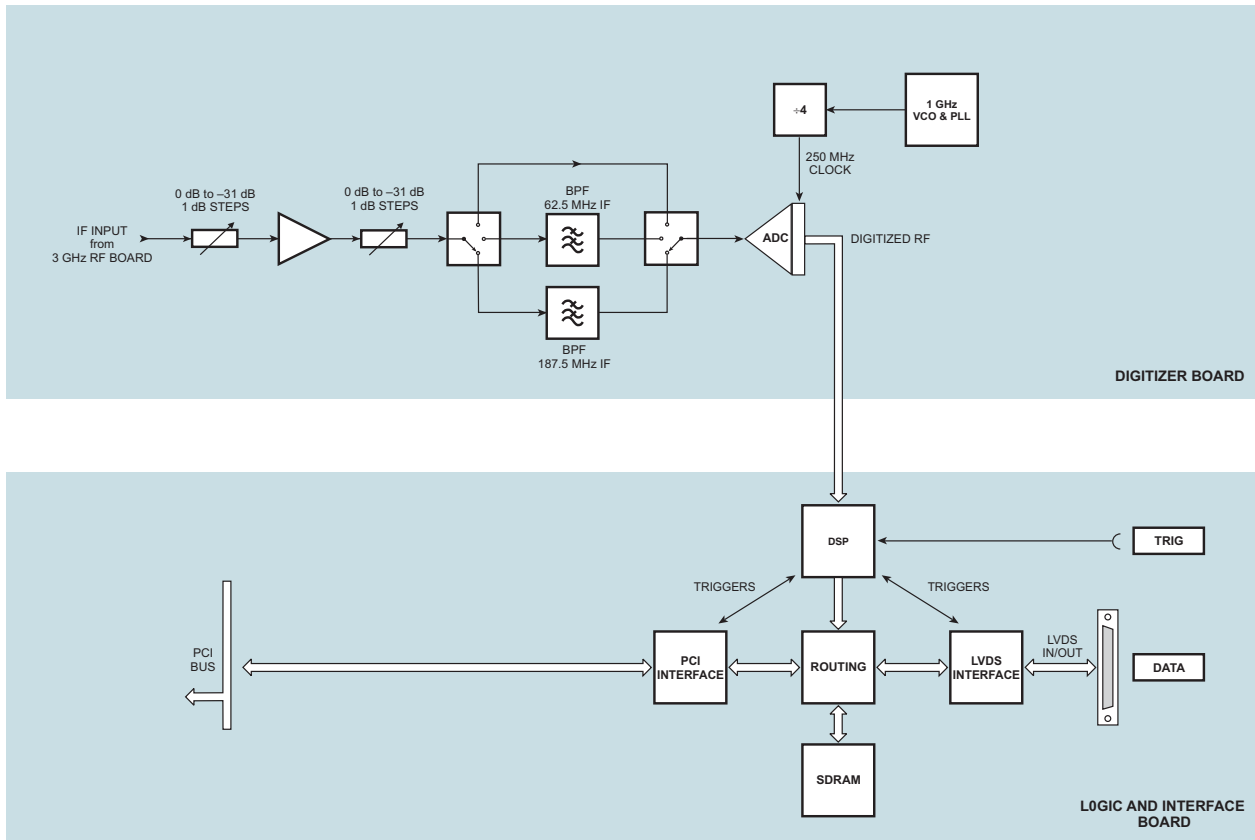 ÷4
1 GHz
VCO & PLL
250 MHz
CLOCK
0 dB to –31 dB
1 dB STEPS
0 dB to –31 dB
1 dB STEPS
BPF
62.5 MHz IF
IF INPUT
from
3 GHz RF BOARD
ADC
DIGITIZED RF
BPF
187.5 MHz IF
DIGITIZER BOARD
DSP
TRIG
TRIGGERS
TRIGGERS
PCI
BUS
PCI
INTERFACE
ROUTING
LVDS
INTERFACE
LVDS
IN/OUT
DATA
SDRAM
L0GIC AND INTERFACE
BOARD